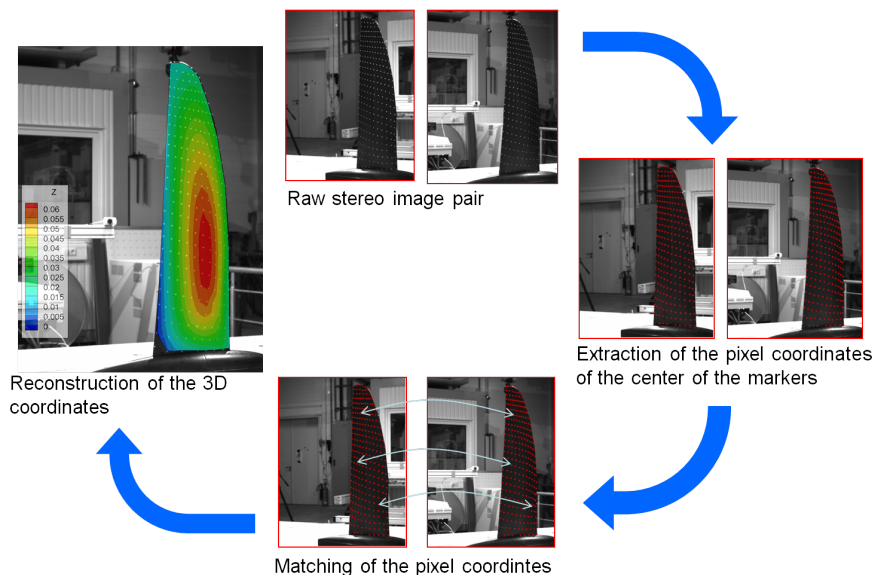 Raw stereo image pair
Extraction of the pixel coordinates
of the center of the markers
Matching of the pixel coordintes
Reconstruction of the 3D
coordinates
Z
0.06
0.055
0.05
0.045
0.04
0.035
0.03
0.025
0.02
0.015
0.01
0.005
0